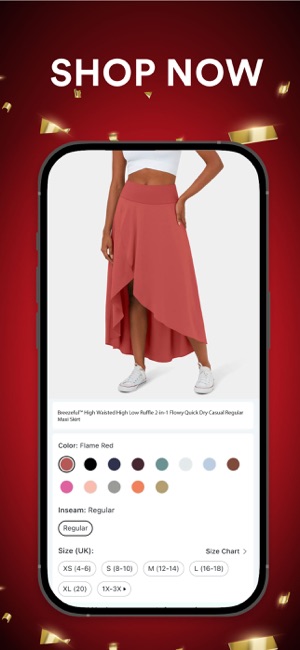 SHOP NOW
Breezeful™ High Waisted High Low Ruffle 2-in-1 Flowy Quick Dry Casual Regular
Maxi Skirt
Color: Flame Red
Inseam: Regular
Regular
Size (UK): Size Chart >
XS (4-6) S (8-10) M (12-14) L (16-18)
XL (20) 1X-3X ▸